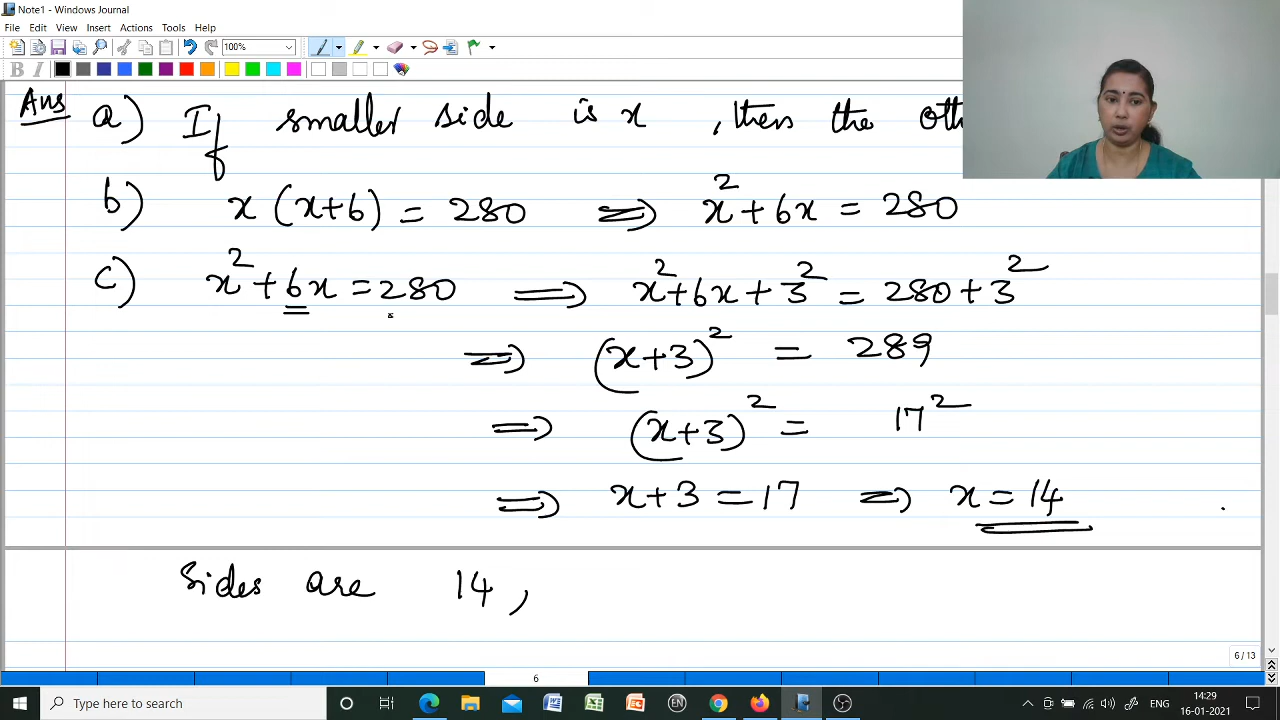 Note1 - Windows Journal
File Edit View Insert Actions Tools Help
100%
B I
Ans a) If smaller side is x , then the oth
b) x (x+6) = 280 ⟹ x² + 6x = 280
c) x² + 6x = 280 ⟹ x² + 6x + 3² = 280 + 3²
⟹ (x+3)² = 289
⟹ (x+3)² = 17²
⟹ x+3 = 17 ⟹ x = 14
Sides are 14 ,
6 / 13
6
Type here to search
EN
14:29
16-01-2021